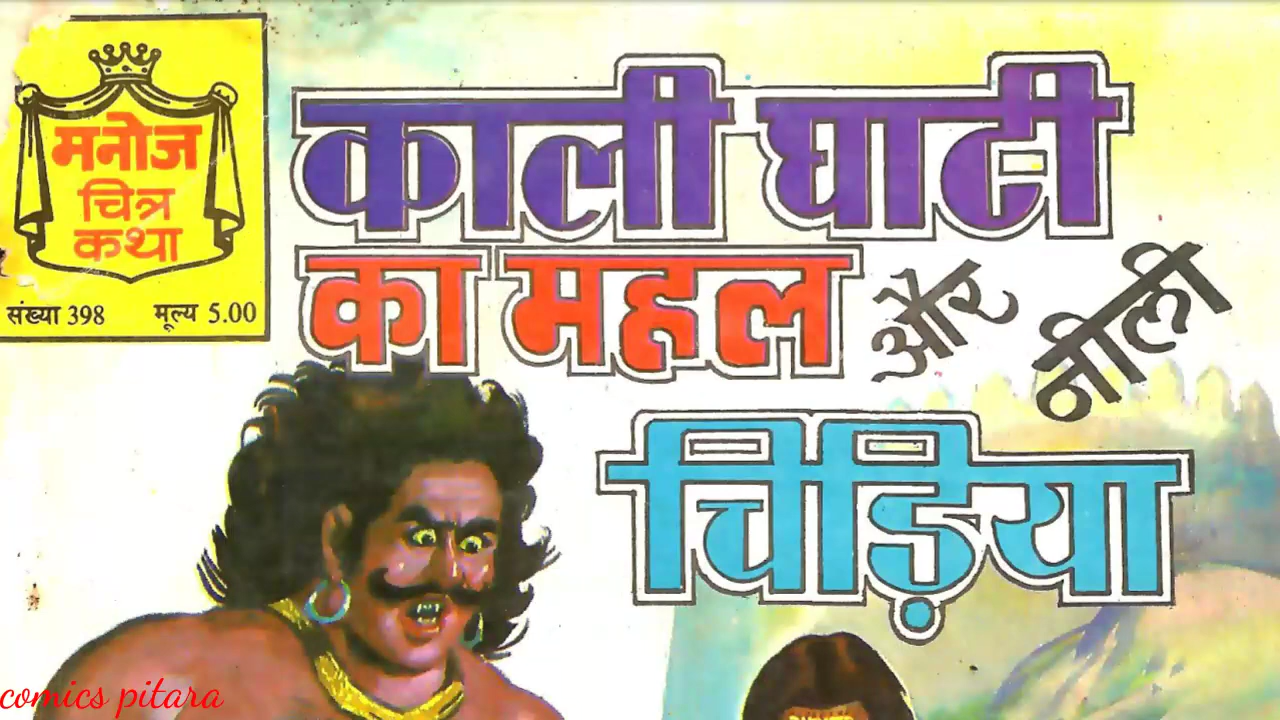 मनोज
चित्र
कथा
संख्या 398 मूल्य 5.00
काली घाटी
का महल और नीली
चिड़िया
comics pitara